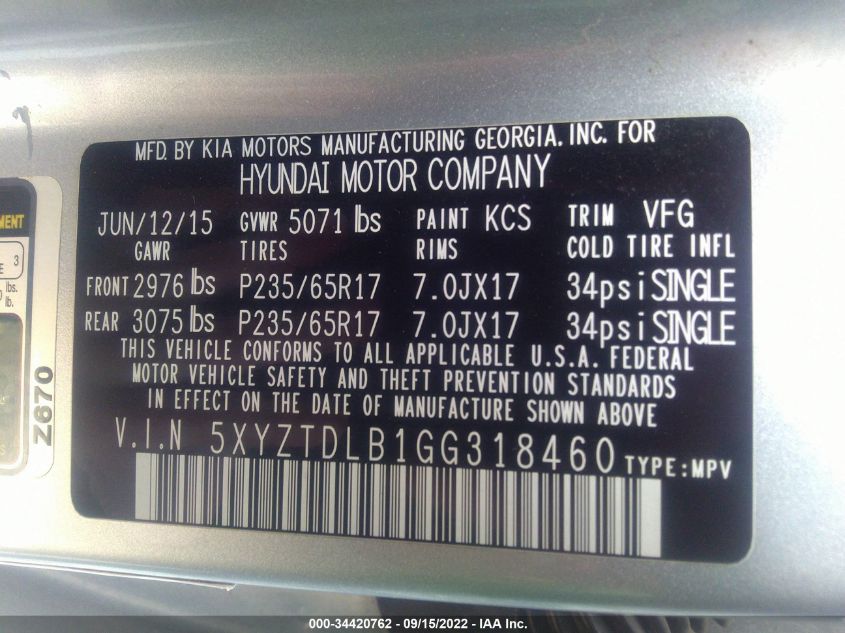 MFD. BY KIA MOTORS MANUFACTURING GEORGIA, INC. FOR
HYUNDAI MOTOR COMPANY
JUN/12/15 GVWR 5071 lbs PAINT KCS TRIM VFG
GAWR TIRES RIMS COLD TIRE INFL
FRONT 2976 lbs P235/65R17 7.0JX17 34psi SINGLE
REAR 3075 lbs P235/65R17 7.0JX17 34psi SINGLE
THIS VEHICLE CONFORMS TO ALL APPLICABLE U.S.A. FEDERAL
MOTOR VEHICLE SAFETY AND THEFT PREVENTION STANDARDS
IN EFFECT ON THE DATE OF MANUFACTURE SHOWN ABOVE
V.I.N 5XYZTDLB1GG318460 TYPE:MPV
3
lbs.
lb.
Z670
000-34420762 - 09/15/2022 - IAA Inc.